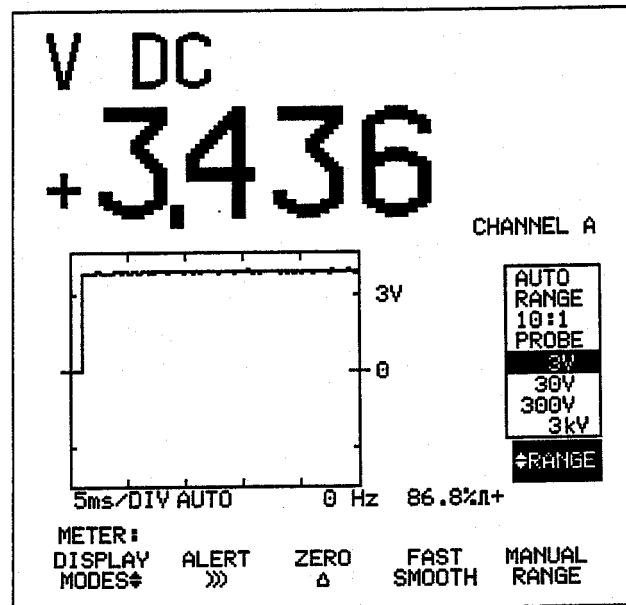 V DC
+3.436
CHANNEL A
3V
0
AUTO
RANGE
10:1
PROBE
3V
30V
300V
3kV
♦RANGE
5ms/DIV AUTO 0 Hz 86.8%⎍+
METER:
DISPLAY MODES♦
ALERT )))
ZERO Δ
FAST SMOOTH
MANUAL RANGE